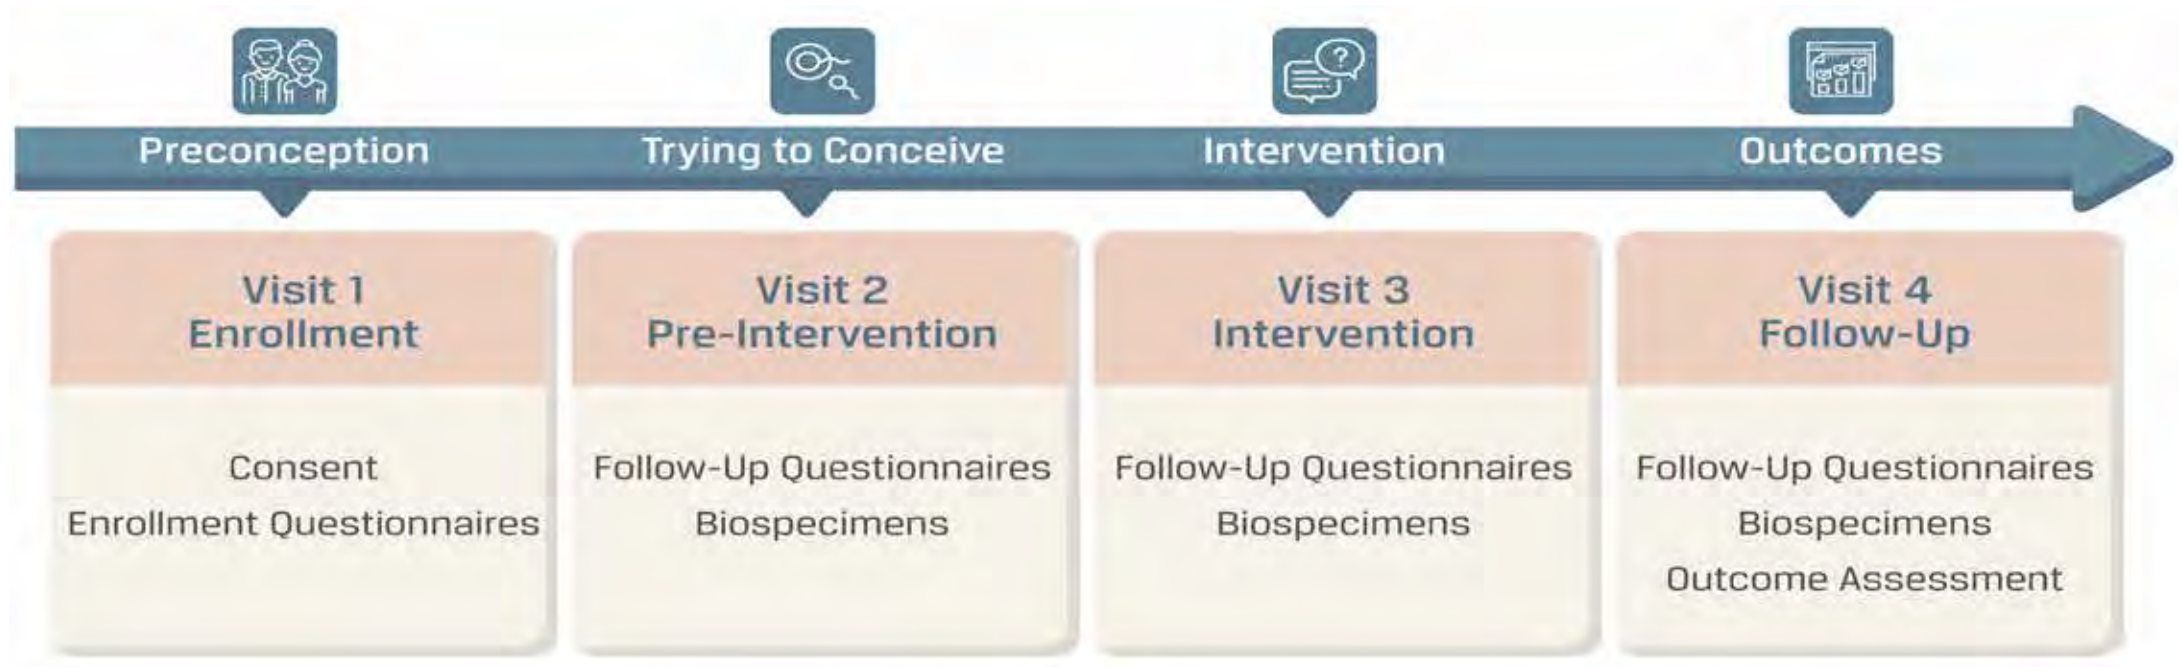 ?
Preconception
Trying to Conceive
Intervention
Outcomes
Visit 1
Enrollment
Consent
Enrollment Questionnaires
Visit 2
Pre-Intervention
Follow-Up Questionnaires
Biospecimens
Visit 3
Intervention
Follow-Up Questionnaires
Biospecimens
Visit 4
Follow-Up
Follow-Up Questionnaires
Biospecimens
Outcome Assessment